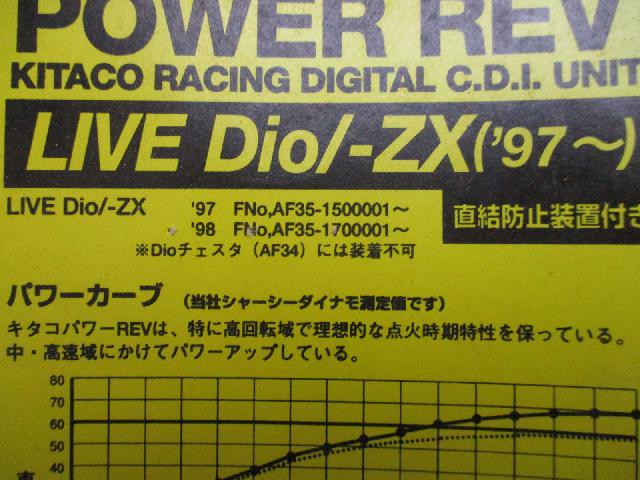 POWER REV
KITACO RACING DIGITAL C.D.I. UNIT
LIVE Dio/-ZX('97～)
LIVE Dio/-ZX '97 FNo,AF35-1500001～
'98 FNo,AF35-1700001～
直結防止装置付き
※Dioチェスタ（AF34）には装着不可
パワーカーブ （当社シャーシーダイナモ測定値です）
キタコパワーREVは、特に高回転域で理想的な点火時期特性を保っている。
中・高速域にかけてパワーアップしている。
80
70
60
50
40
車